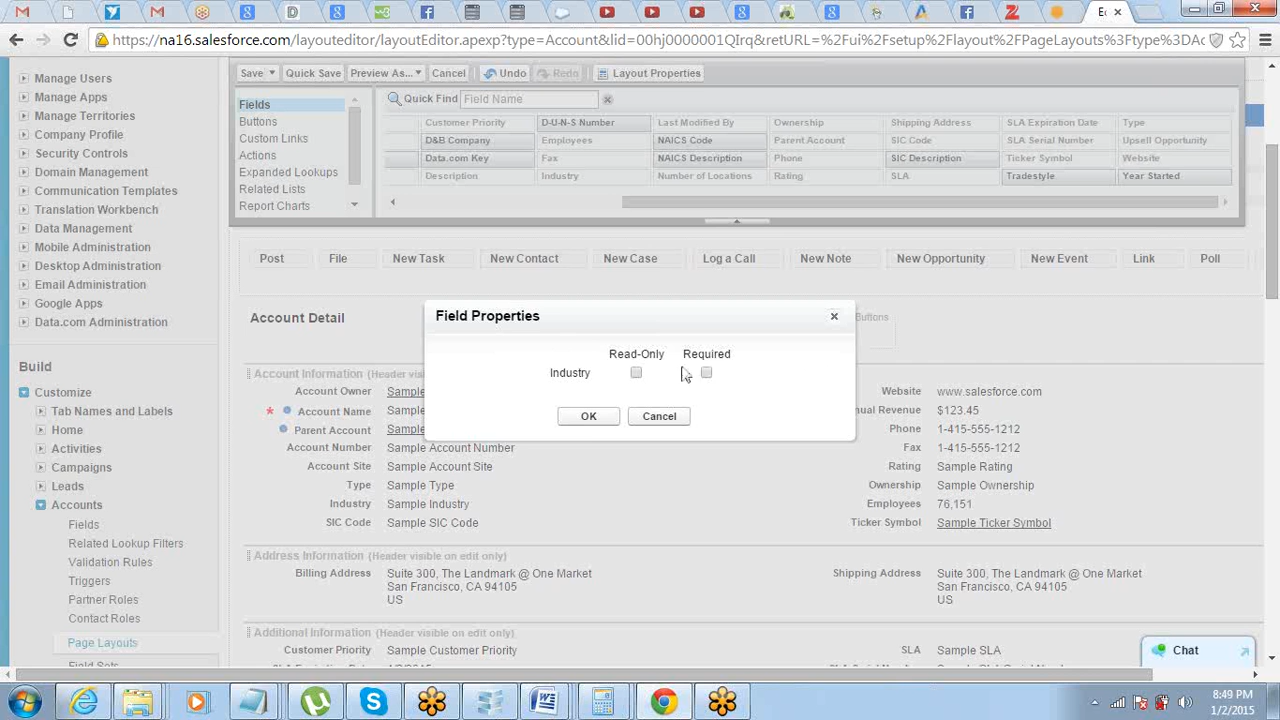 Ec
https://na16.salesforce.com/layouteditor/layoutEditor.apexp?type=Account&lid=00hj0000001QIrq&retURL=%2Fui%2Fsetup%2Flayout%2FPageLayouts%3Ftype%3DAc
Manage Users
Manage Apps
Manage Territories
Company Profile
Security Controls
Domain Management
Communication Templates
Translation Workbench
Data Management
Mobile Administration
Desktop Administration
Email Administration
Google Apps
Data.com Administration
Build
Customize
Tab Names and Labels
Home
Activities
Campaigns
Leads
Accounts
Fields
Related Lookup Filters
Validation Rules
Triggers
Partner Roles
Contact Roles
Page Layouts
Field Sets
Save Quick Save Preview As... Cancel Undo Redo Layout Properties
Fields
Buttons
Custom Links
Actions
Expanded Lookups
Related Lists
Report Charts
Quick Find Field Name
Customer Priority D-U-N-S Number Last Modified By Ownership Shipping Address SLA Expiration Date Type
D&B Company Employees NAICS Code Parent Account SIC Code SLA Serial Number Upsell Opportunity
Data.com Key Fax NAICS Description Phone SIC Description Ticker Symbol Website
Description Industry Number of Locations Rating SLA Tradestyle Year Started
Post File New Task New Contact New Case Log a Call New Note New Opportunity New Event Link Poll
Account Detail
Buttons
Field Properties
Read-Only Required
Industry
OK Cancel
Account Information (Header visi
Account Owner Sample
* Account Name Sample
Parent Account Sample
Account Number Sample Account Number
Account Site Sample Account Site
Type Sample Type
Industry Sample Industry
SIC Code Sample SIC Code
Website www.salesforce.com
nual Revenue $123.45
Phone 1-415-555-1212
Fax 1-415-555-1212
Rating Sample Rating
Ownership Sample Ownership
Employees 76,151
Ticker Symbol Sample Ticker Symbol
Address Information (Header visible on edit only)
Billing Address Suite 300, The Landmark @ One Market
San Francisco, CA 94105
US
Shipping Address Suite 300, The Landmark @ One Market
San Francisco, CA 94105
US
Additional Information (Header visible on edit only)
Customer Priority Sample Customer Priority
SLA Sample SLA
Chat
8:49 PM
1/2/2015